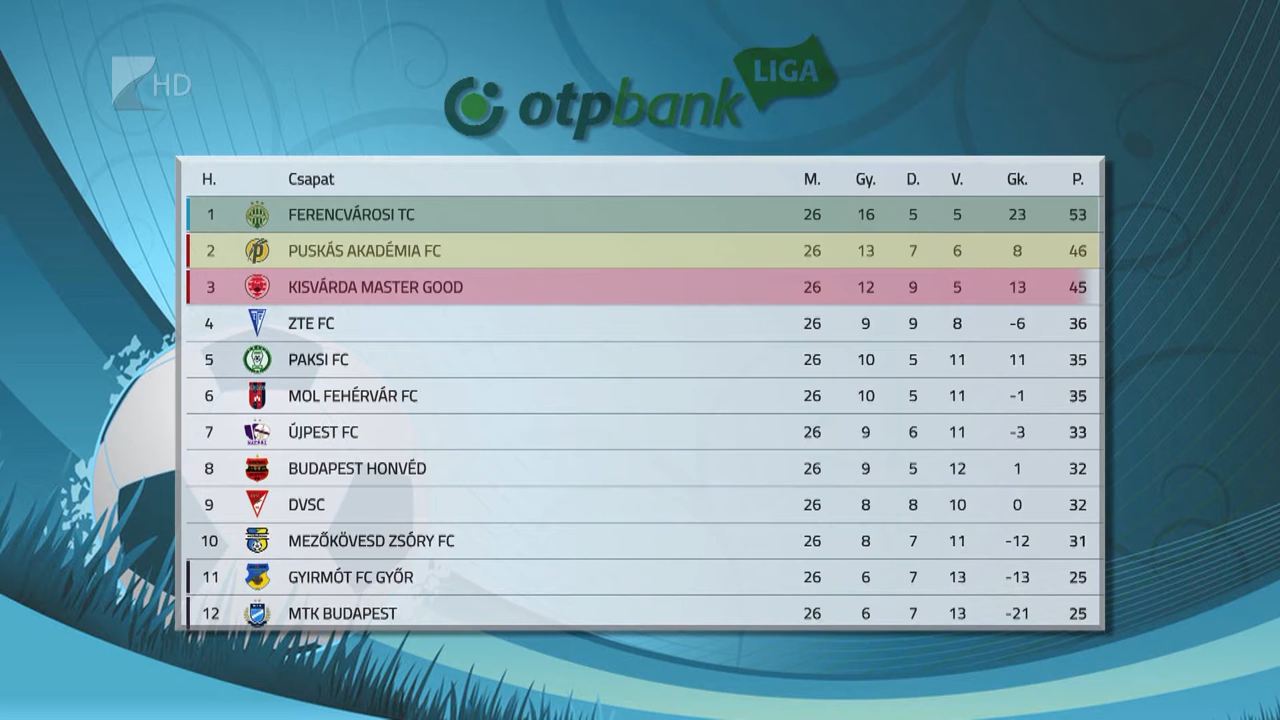 HD
otpbank LIGA
H. Csapat M. Gy. D. V. Gk. P.
1 FERENCVÁROSI TC 26 16 5 5 23 53
2 PUSKÁS AKADÉMIA FC 26 13 7 6 8 46
3 KISVÁRDA MASTER GOOD 26 12 9 5 13 45
4 ZTE FC 26 9 9 8 -6 36
5 PAKSI FC 26 10 5 11 11 35
6 MOL FEHÉRVÁR FC 26 10 5 11 -1 35
7 ÚJPEST FC 26 9 6 11 -3 33
8 BUDAPEST HONVÉD 26 9 5 12 1 32
9 DVSC 26 8 8 10 0 32
10 MEZŐKÖVESD ZSÓRY FC 26 8 7 11 -12 31
11 GYIRMÓT FC GYŐR 26 6 7 13 -13 25
12 MTK BUDAPEST 26 6 7 13 -21 25